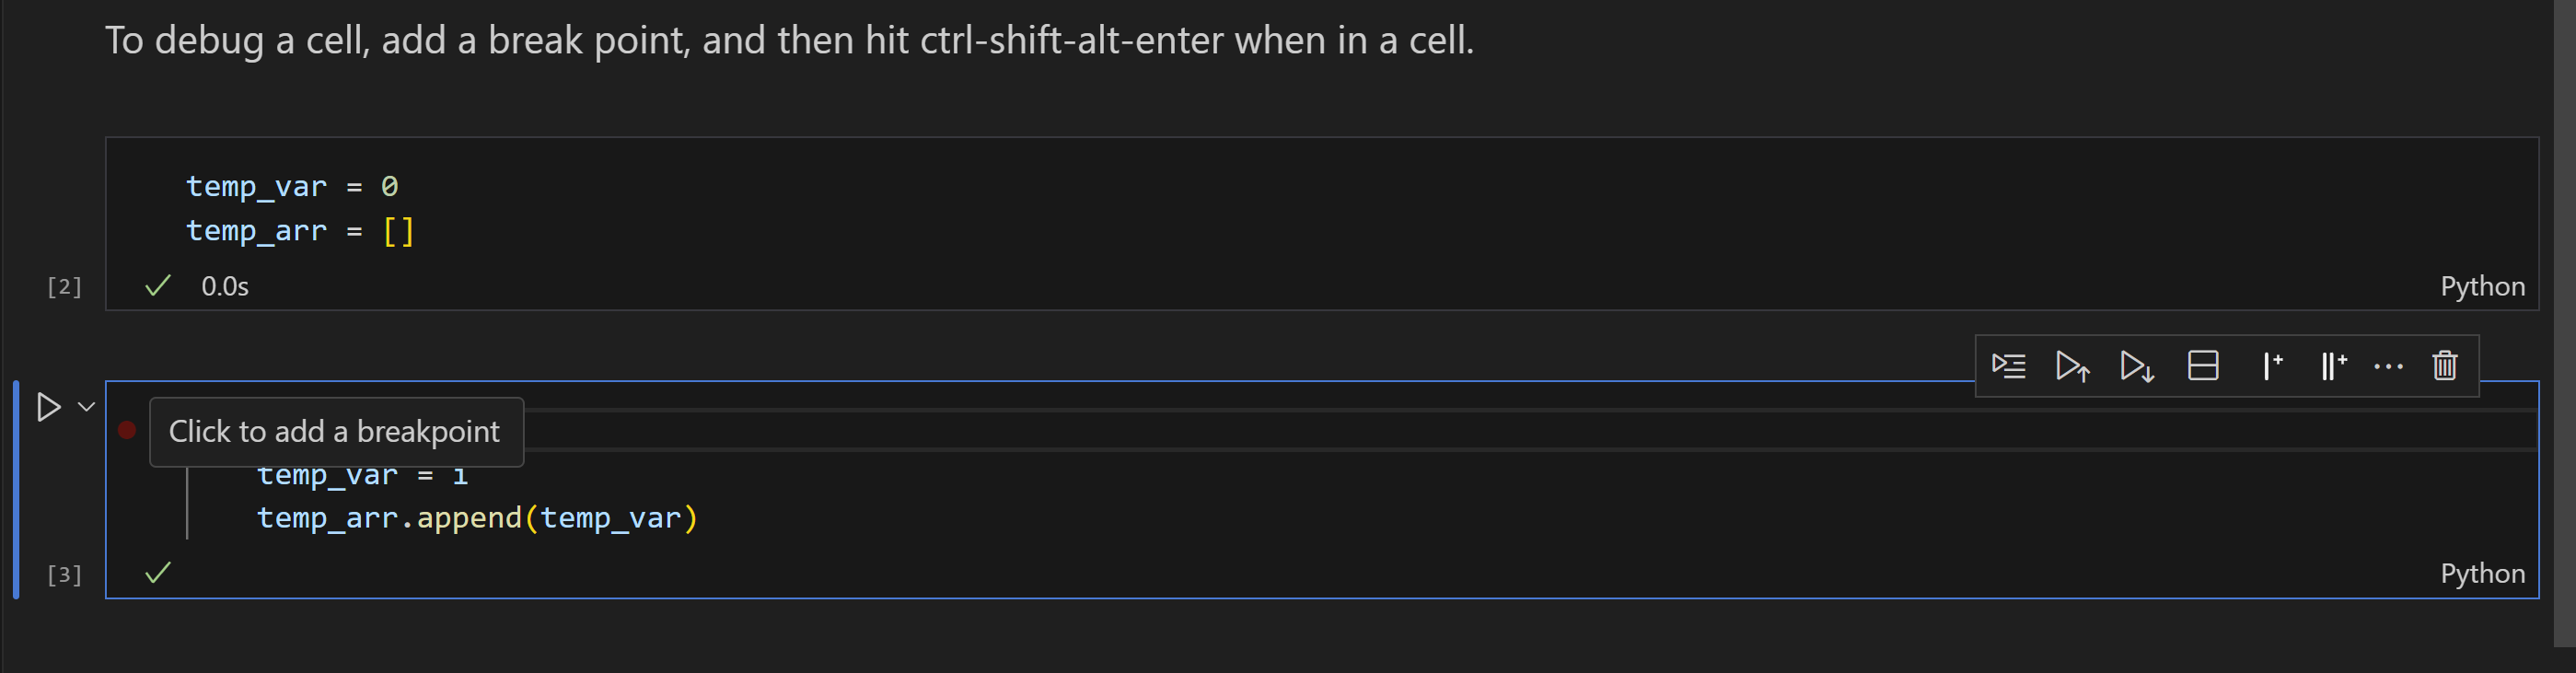 To debug a cell, add a break point, and then hit ctrl-shift-alt-enter when in a cell.
temp_var = 0
temp_arr = []
[2] 0.0s Python
Click to add a breakpoint
temp_var = i
temp_arr.append(temp_var)
[3] Python